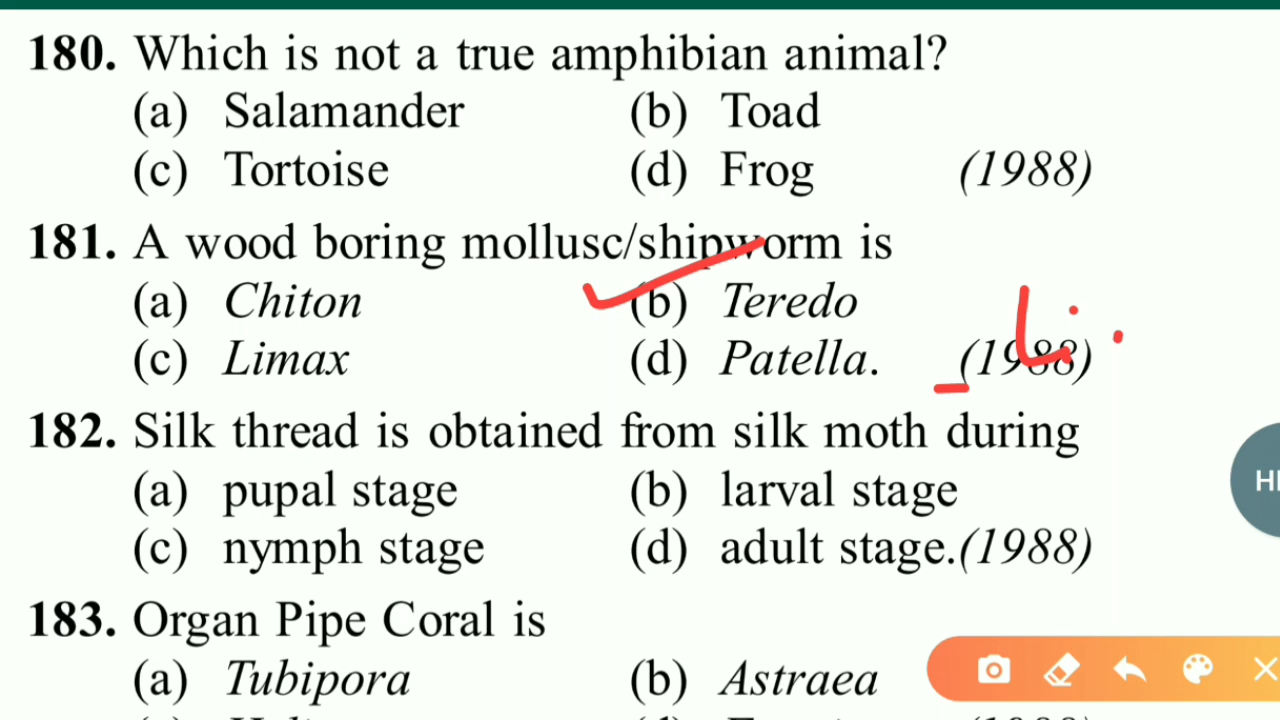 180. Which is not a true amphibian animal?
(a) Salamander (b) Toad
(c) Tortoise (d) Frog (1988)
181. A wood boring mollusc/shipworm is
(a) Chiton (b) Teredo
(c) Limax (d) Patella. (1988)
182. Silk thread is obtained from silk moth during
(a) pupal stage (b) larval stage
(c) nymph stage (d) adult stage.(1988)
183. Organ Pipe Coral is
(a) Tubipora (b) Astraea